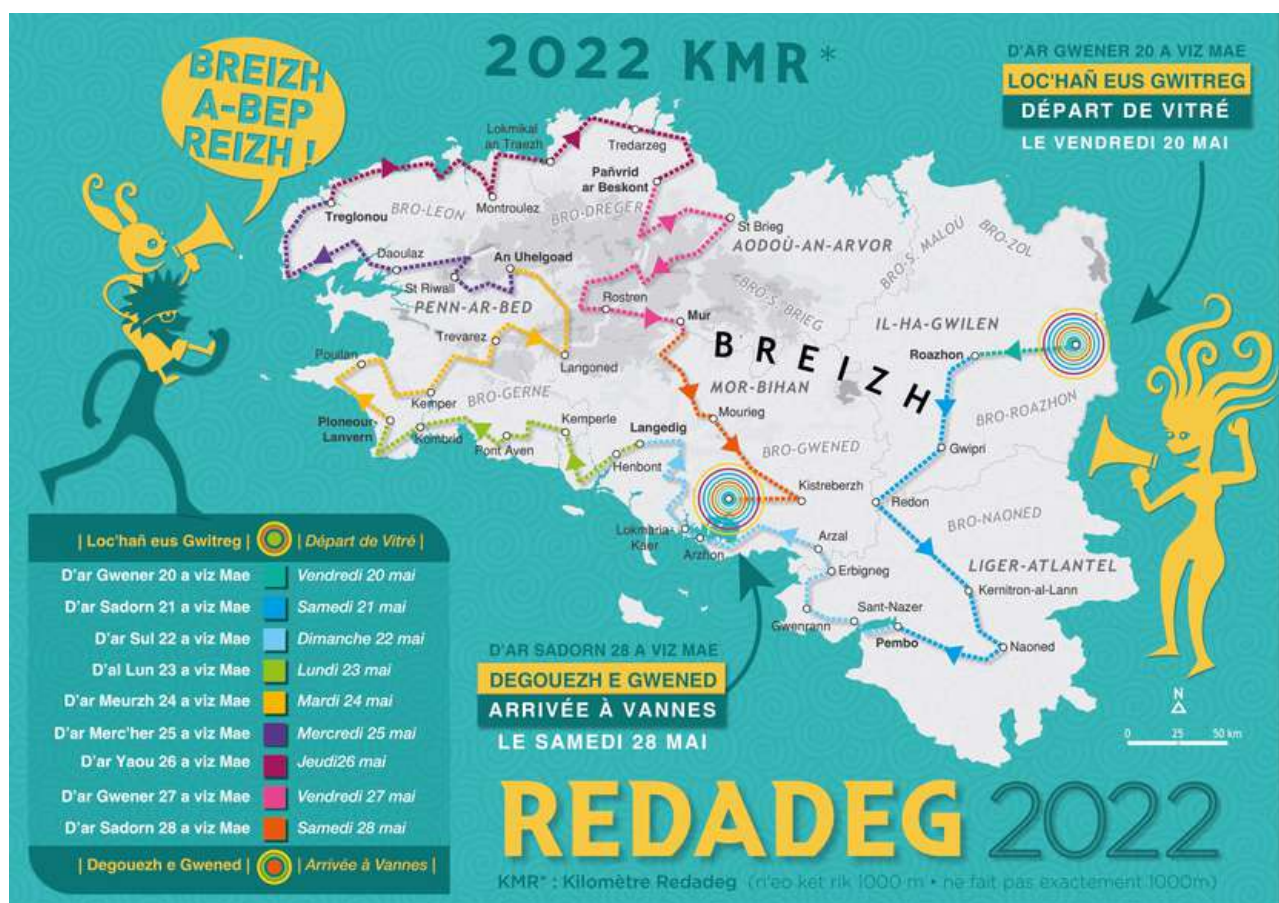 2022 KMR*
BREIZH
A-BEP
REIZH !
D'AR GWENER 20 A VIZ MAE
LOC'HAÑ EUS GWITREG
DÉPART DE VITRÉ
LE VENDREDI 20 MAI
Lokmikal
an Traezh
Tredarzeg
Pañvrid
ar Beskont
Treglonou
BRO-LEON
Montroulez
BRO-DREGER
St Brieg
AODOÙ-AN-ARVOR
BRO-S. MALOÙ
BRO-ZOL
Daoulaz
An Uhelgoad
St Riwall
PENN-AR-BED
Rostren
BRO-S. BRIEG
Mur
IL-HA-GWILEN
Trevarez
Roazhon
BREIZH
Poullan
Langoned
MOR-BIHAN
Kemper
BRO-GERNE
Mourieg
BRO-ROAZHON
Ploneour-
Lanvern
Kombrid
Kemperle
Langedig
Pont Aven
BRO-GWENED
Gwipri
Henbont
Kistreberzh
Redon
BRO-NAONED
Lokmaria-
Kaer
Arzhon
Arzal
Erbigneg
LIGER-ATLANTEL
Kernitron-al-Lann
Gwenrann
Sant-Nazer
Pembo
Naoned
| Loc'hañ eus Gwitreg | | Départ de Vitré |
D'ar Gwener 20 a viz Mae Vendredi 20 mai
D'ar Sadorn 21 a viz Mae Samedi 21 mai
D'ar Sul 22 a viz Mae Dimanche 22 mai
D'al Lun 23 a viz Mae Lundi 23 mai
D'ar Meurzh 24 a viz Mae Mardi 24 mai
D'ar Merc'her 25 a viz Mae Mercredi 25 mai
D'ar Yaou 26 a viz Mae Jeudi26 mai
D'ar Gwener 27 a viz Mae Vendredi 27 mai
D'ar Sadorn 28 a viz Mae Samedi 28 mai
| Degouezh e Gwened | | Arrivée à Vannes |
D'AR SADORN 28 A VIZ MAE
DEGOUEZH E GWENED
ARRIVÉE À VANNES
LE SAMEDI 28 MAI
N
0 25 50 km
REDADEG 2022
KMR* : Kilomètre Redadeg (n'eo ket rik 1000 m • ne fait pas exactement 1000m)